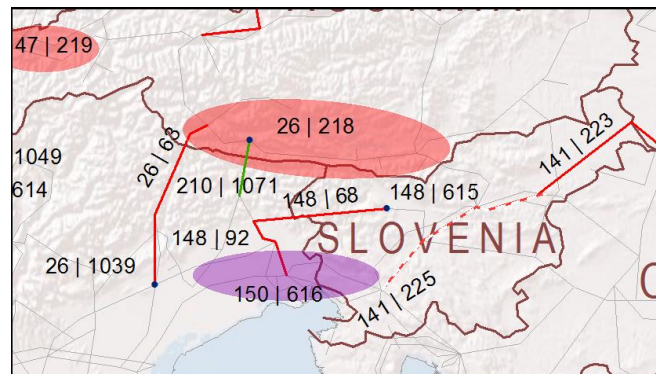 47 | 219
26 | 218
141 | 223
1049
614
26 | 63
210 | 1071
148 | 68
148 | 615
148 | 92
SLOVENIA
26 | 1039
150 | 616
141 | 225